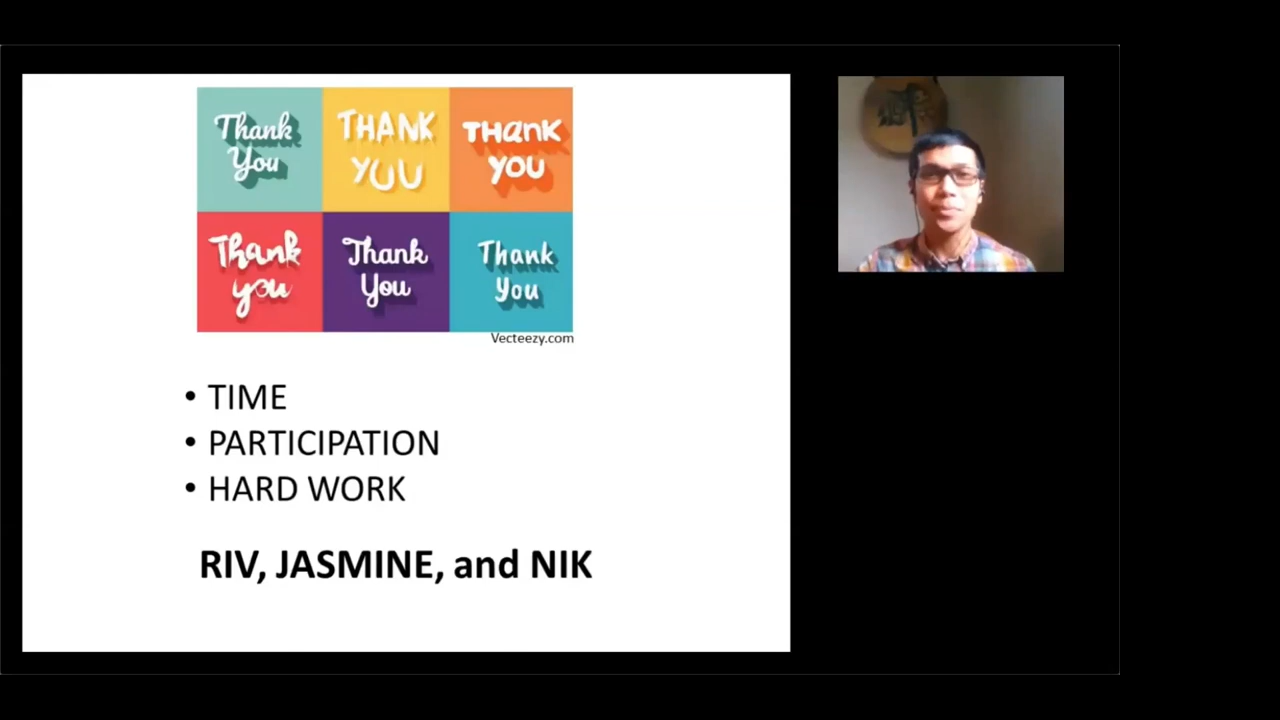 Thank
You
THANK
YOU
THANK
YOU
Thank
you
Thank
You
Thank
You
Vecteezy.com
• TIME
• PARTICIPATION
• HARD WORK
RIV, JASMINE, and NIK